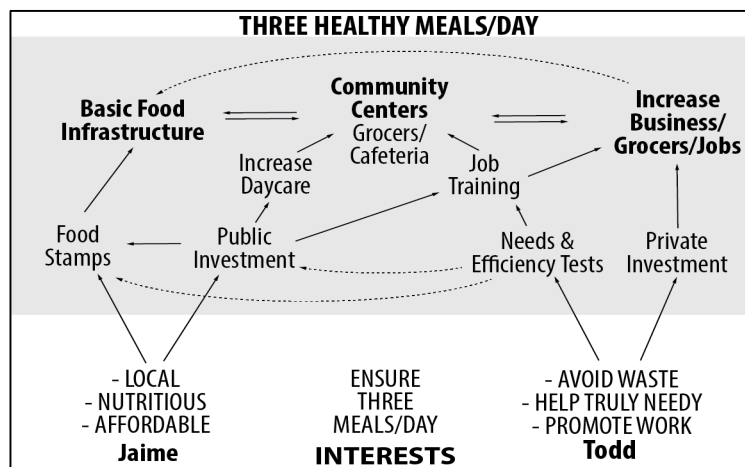 THREE HEALTHY MEALS/DAY
Basic Food
Infrastructure
Community
Centers
Grocers/
Cafeteria
Increase
Business/
Grocers/Jobs
Increase
Daycare
Job
Training
Food
Stamps
Public
Investment
Needs &
Efficiency Tests
Private
Investment
- LOCAL
- NUTRITIOUS
- AFFORDABLE
Jaime
ENSURE
THREE
MEALS/DAY
INTERESTS
- AVOID WASTE
- HELP TRULY NEEDY
- PROMOTE WORK
Todd